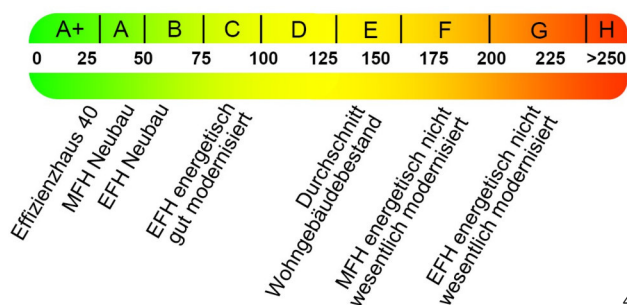 A+ A B C D E F G H
0 25 50 75 100 125 150 175 200 225 >250
Effizienzhaus 40
MFH Neubau
EFH Neubau
EFH energetisch
gut modernisiert
Durchschnitt
Wohngebäudebestand
MFH energetisch nicht
wesentlich modernisiert
EFH energetisch nicht
wesentlich modernisiert